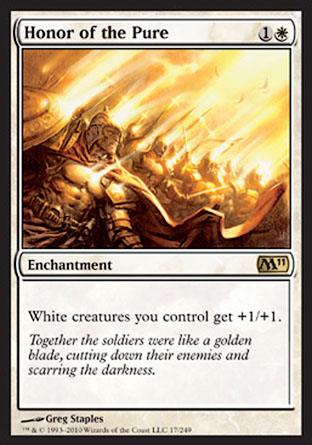 Honor of the Pure 1
Enchantment M11
White creatures you control get +1/+1.
Together the soldiers were like a golden
blade, cutting down their enemies and
scarring the darkness.
Greg Staples
™ & © 1993–2010 Wizards of the Coast LLC 17/249